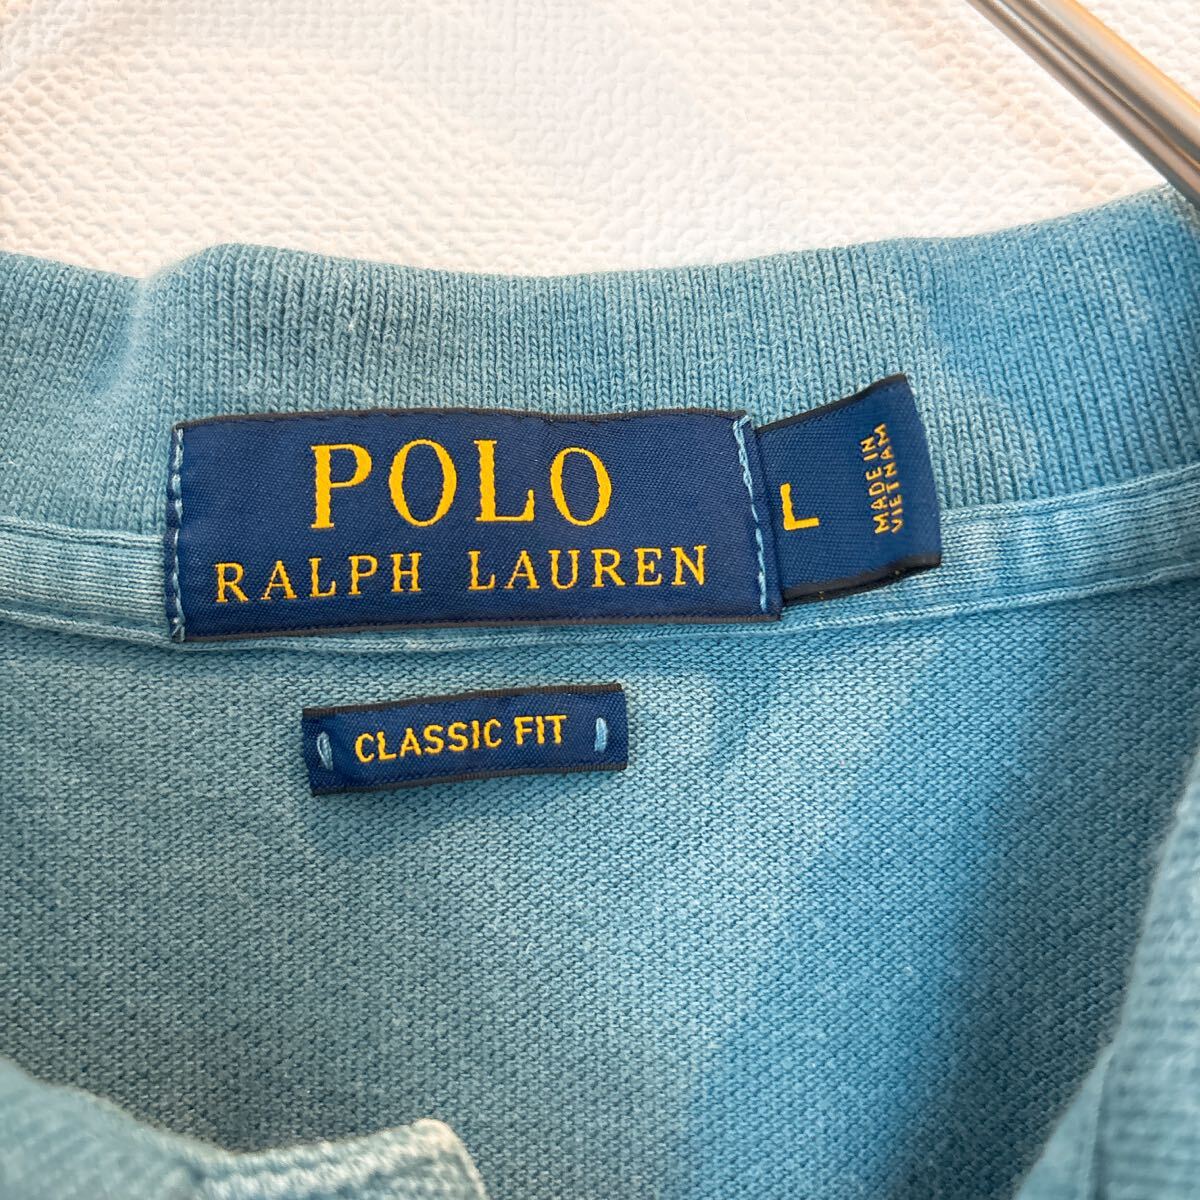 POLO
RALPH LAUREN
L
MADE IN
VIETNAM
CLASSIC FIT